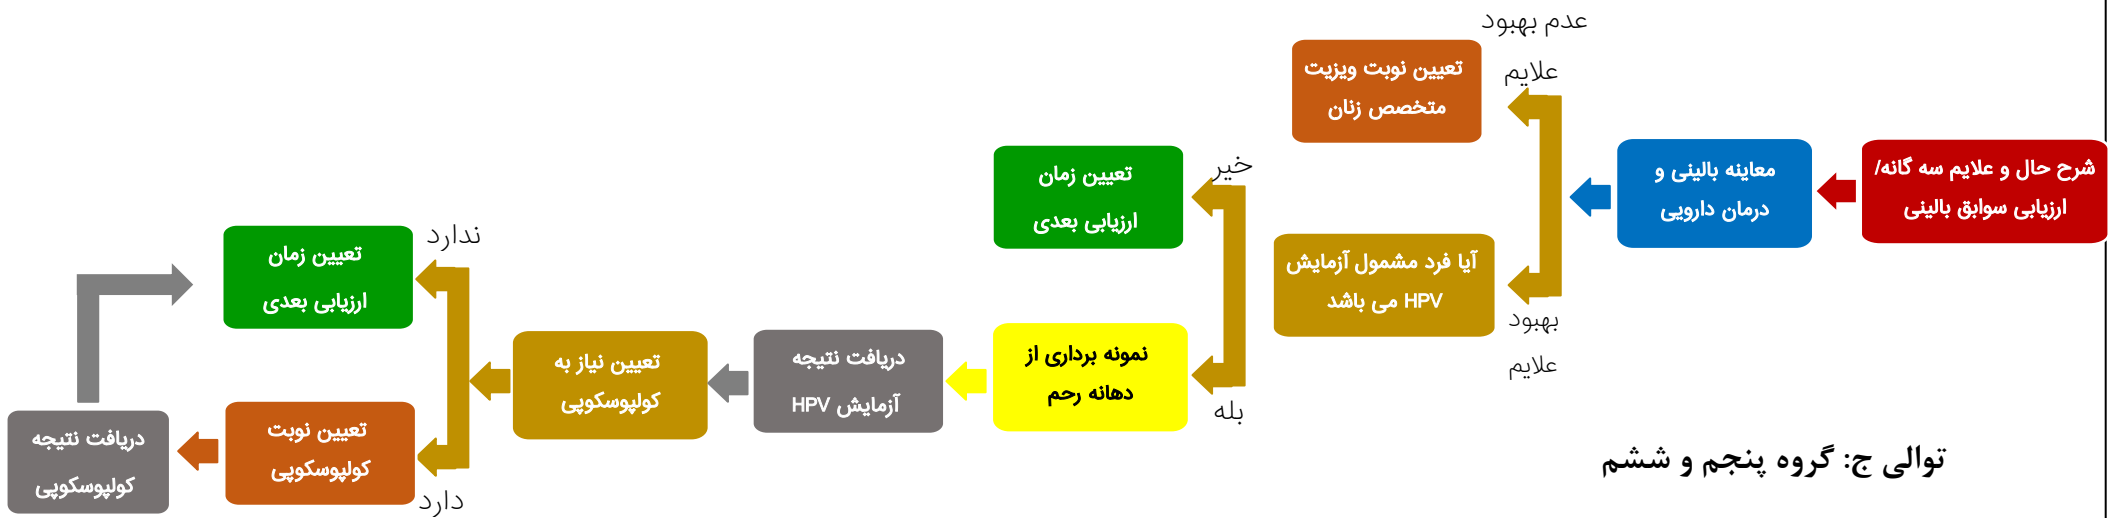 شرح حال و علایم سه گانه/
ارزیابی سوابق بالینی
معاینه بالینی و
درمان دارویی
عدم بهبود
علایم
تعیین نوبت ویزیت
متخصص زنان
بهبود
علایم
آیا فرد مشمول آزمایش
HPV می باشد
خیر
تعیین زمان
ارزیابی بعدی
بله
نمونه برداری از
دهانه رحم
دریافت نتیجه
آزمایش HPV
تعیین نیاز به
کولپوسکوپی
ندارد
تعیین زمان
ارزیابی بعدی
دارد
تعیین نوبت
کولپوسکوپی
دریافت نتیجه
کولپوسکوپی
توالی ج: گروه پنجم و ششم